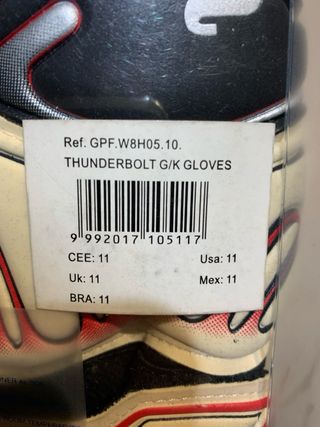 Ref. GPF.W8H05.10.
THUNDERBOLT G/K GLOVES
9 992017 105117
CEE: 11 Usa: 11
Uk: 11 Mex: 11
BRA: 11